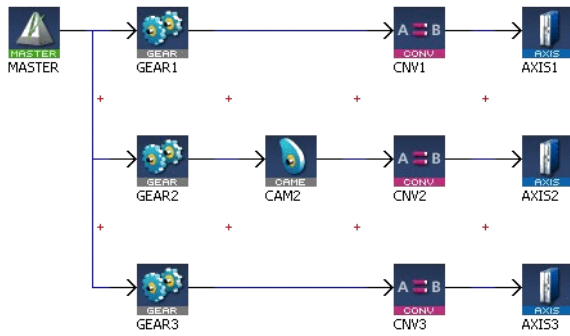 A B
A B
A B
MASTER GEAR CONV AXIS
MASTER GEAR1 CNV1 AXIS1
GEAR CAME CONV AXIS
GEAR2 CAM2 CNV2 AXIS2
GEAR CONV AXIS
GEAR3 CNV3 AXIS3